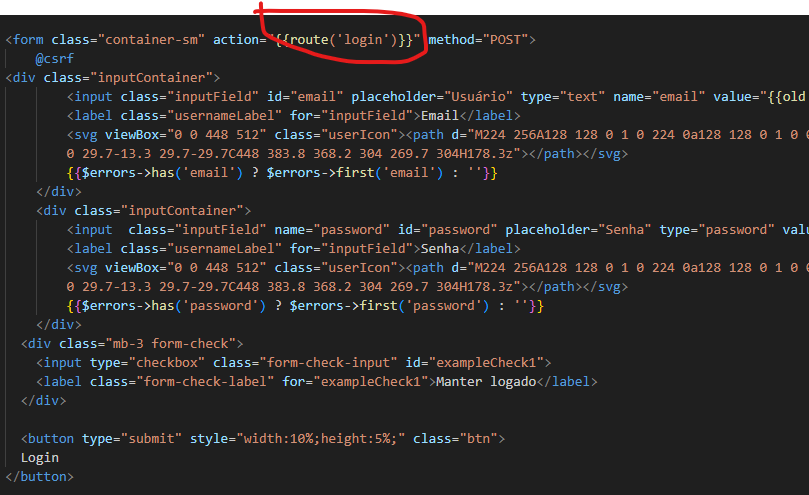 <form class="container-sm" action="{{route('login')}}" method="POST">
@csrf
<div class="inputContainer">
<input class="inputField" id="email" placeholder="Usuário" type="text" name="email" value="{{old
<label class="usernameLabel" for="inputField">Email</label>
<svg viewBox="0 0 448 512" class="userIcon"><path d="M224 256A128 128 0 1 0 224 0a128 128 0 1 0 0
0 29.7-13.3 29.7-29.7C448 383.8 368.2 304 269.7 304H178.3z"></path></svg>
{{$errors->has('email') ? $errors->first('email') : ''}}
</div>
<div class="inputContainer">
<input  class="inputField" name="password" id="password" placeholder="Senha" type="password" valu
<label class="usernameLabel" for="inputField">Senha</label>
<svg viewBox="0 0 448 512" class="userIcon"><path d="M224 256A128 128 0 1 0 224 0a128 128 0 1 0 0
0 29.7-13.3 29.7-29.7C448 383.8 368.2 304 269.7 304H178.3z"></path></svg>
{{$errors->has('password') ? $errors->first('password') : ''}}
</div>
<div class="mb-3 form-check">
<input type="checkbox" class="form-check-input" id="exampleCheck1">
<label class="form-check-label" for="exampleCheck1">Manter logado</label>
</div>
<button type="submit" style="width:10%;height:5%;" class="btn">
Login
</button>